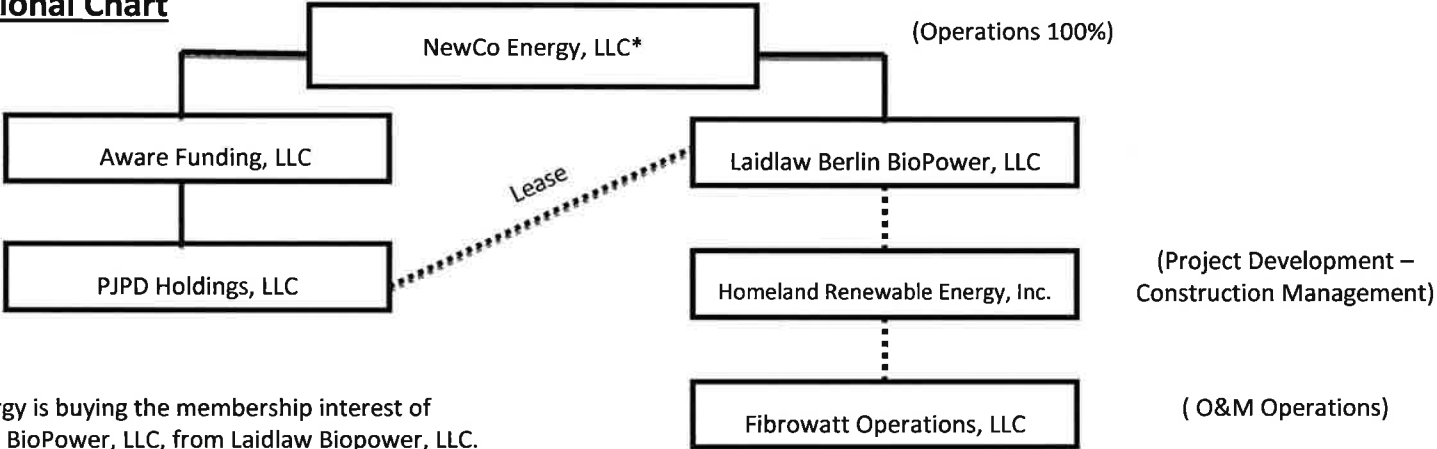 ional Chart
NewCo Energy, LLC*
(Operations 100%)
Aware Funding, LLC
Laidlaw Berlin BioPower, LLC
Lease
PJPD Holdings, LLC
Homeland Renewable Energy, Inc.
(Project Development –
Construction Management)
rgy is buying the membership interest of
BioPower, LLC, from Laidlaw Biopower, LLC.
Fibrowatt Operations, LLC
( O&M Operations)